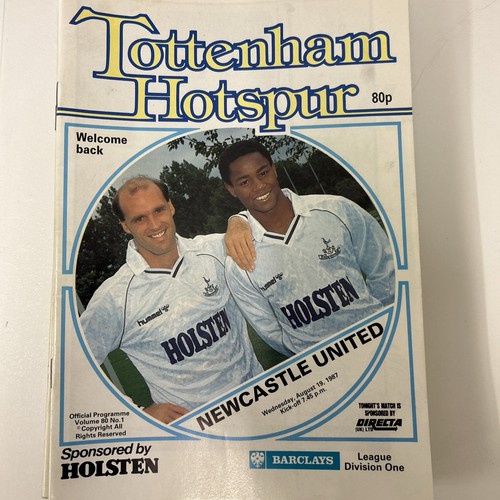 Tottenham
Hotspur
80p
Welcome
back
hummel
HOLSTEN
hummel
HOLSTEN
NEWCASTLE UNITED
Wednesday, August 19, 1987
Kick-off 7.45 p.m.
Official Programme
Volume 80 No.1
© Copyright All
Rights Reserved
TONIGHT'S MATCH IS
SPONSORED BY
DIRECTA
(UK) LTD
Sponsored by
HOLSTEN
BARCLAYS
League
Division One